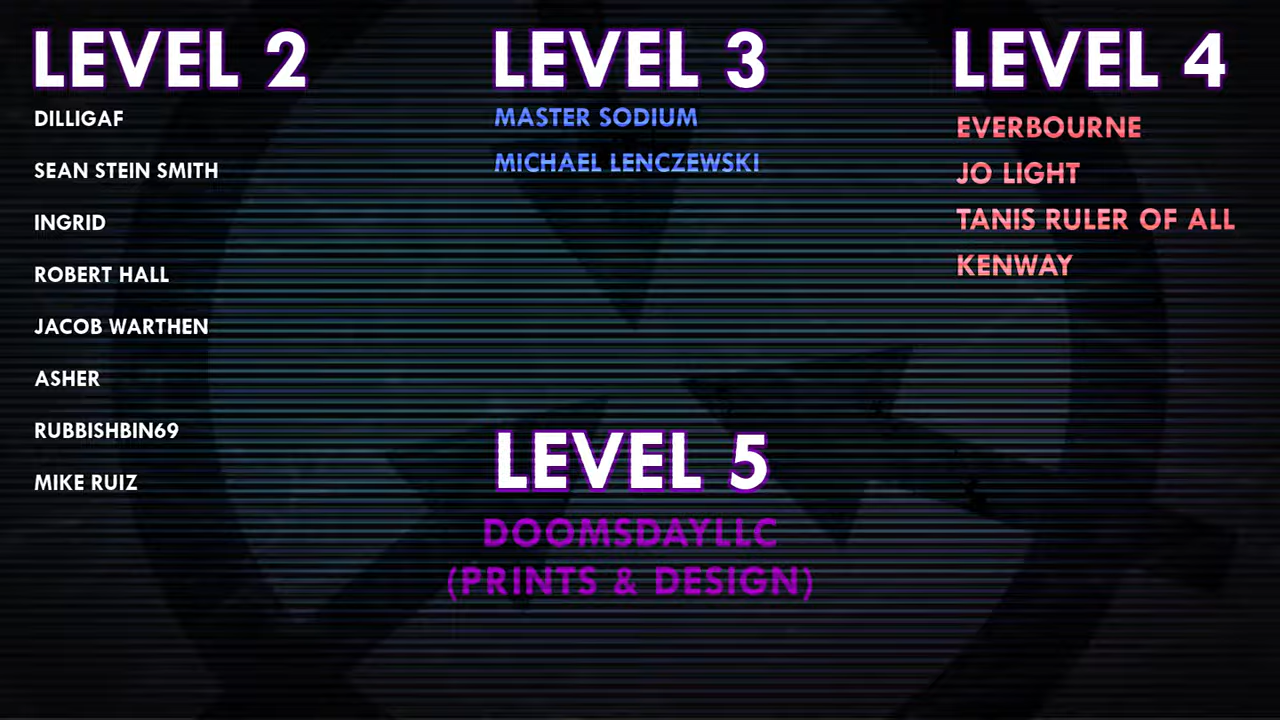 LEVEL 2
DILLIGAF
SEAN STEIN SMITH
INGRID
ROBERT HALL
JACOB WARTHEN
ASHER
RUBBISHBIN69
MIKE RUIZ
LEVEL 3
MASTER SODIUM
MICHAEL LENCZEWSKI
LEVEL 4
EVERBOURNE
JO LIGHT
TANIS RULER OF ALL
KENWAY
LEVEL 5
DOOMSDAYLLC
(PRINTS & DESIGN)